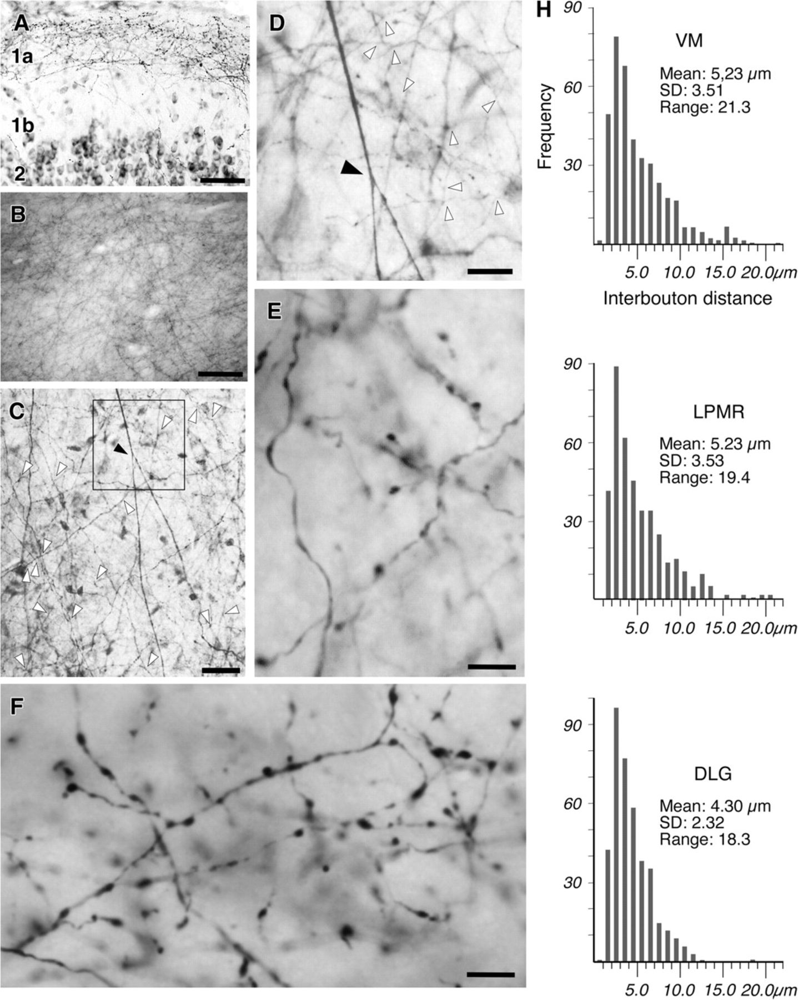 A
1a
1b
2
B
C
D
E
F
H
90
60
30
Frequency
VM
Mean: 5,23 µm
SD: 3.51
Range: 21.3
5.0 10.0 15.0 20.0µm
Interbouton distance
90
60
30
LPMR
Mean: 5.23 µm
SD: 3.53
Range: 19.4
5.0 10.0 15.0 20.0µm
90
60
30
DLG
Mean: 4.30 µm
SD: 2.32
Range: 18.3
5.0 10.0 15.0 20.0µm